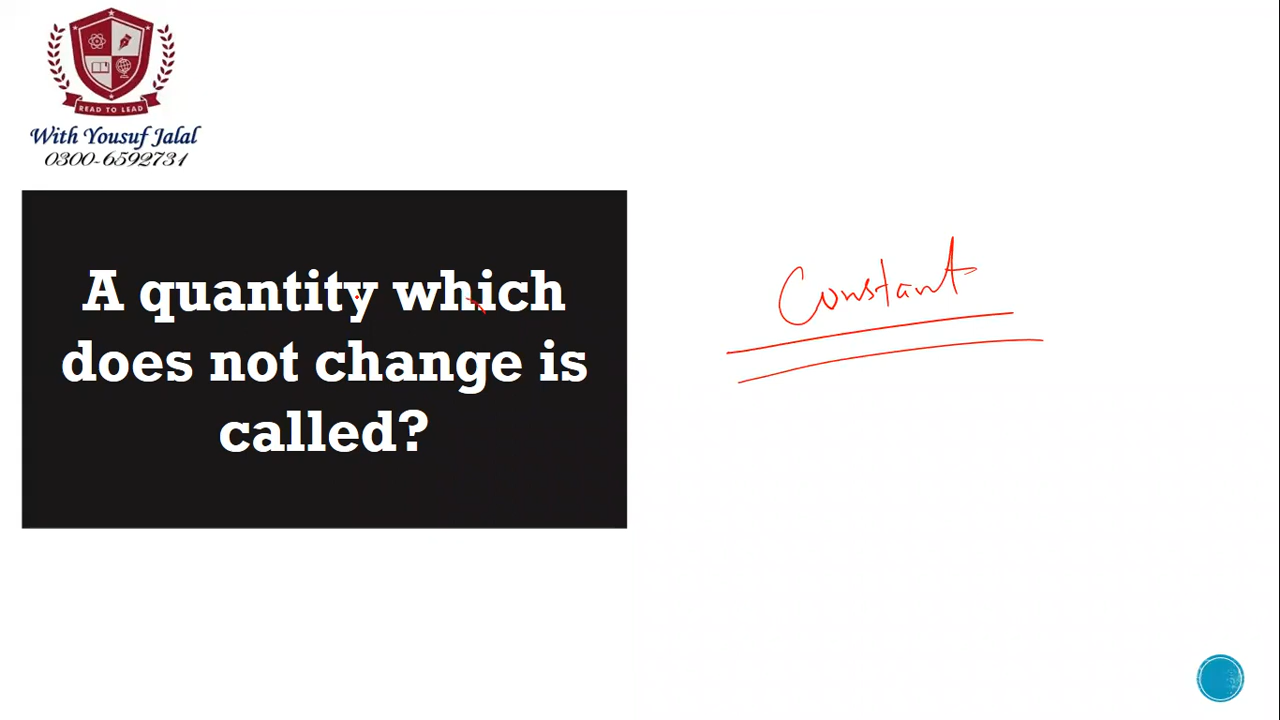 READ TO LEAD
With Yousuf Jalal
0300-6592731
A quantity which
does not change is
called?
Constant